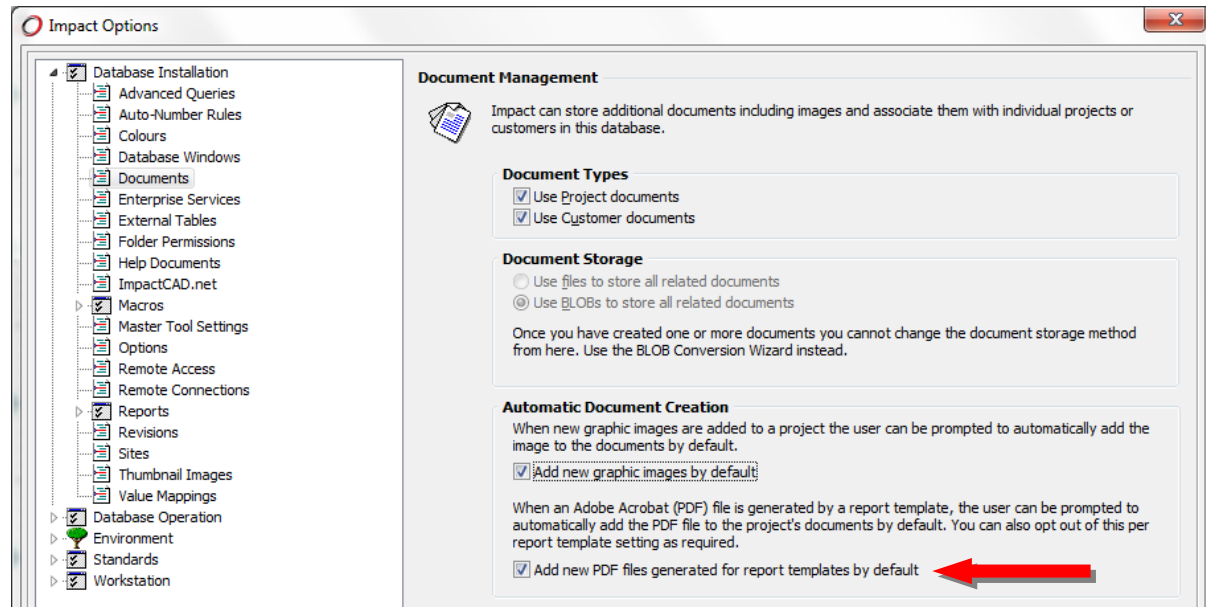 Impact Options
Database Installation
Advanced Queries
Auto-Number Rules
Colours
Database Windows
Documents
Enterprise Services
External Tables
Folder Permissions
Help Documents
ImpactCAD.net
Macros
Master Tool Settings
Options
Remote Access
Remote Connections
Reports
Revisions
Sites
Thumbnail Images
Value Mappings
Database Operation
Environment
Standards
Workstation
Document Management
Impact can store additional documents including images and associate them with individual projects or
customers in this database.
Document Types
Use Project documents
Use Customer documents
Document Storage
Use files to store all related documents
Use BLOBs to store all related documents
Once you have created one or more documents you cannot change the document storage method
from here. Use the BLOB Conversion Wizard instead.
Automatic Document Creation
When new graphic images are added to a project the user can be prompted to automatically add the
image to the documents by default.
Add new graphic images by default
When an Adobe Acrobat (PDF) file is generated by a report template, the user can be prompted to
automatically add the PDF file to the project's documents by default. You can also opt out of this per
report template setting as required.
Add new PDF files generated for report templates by default